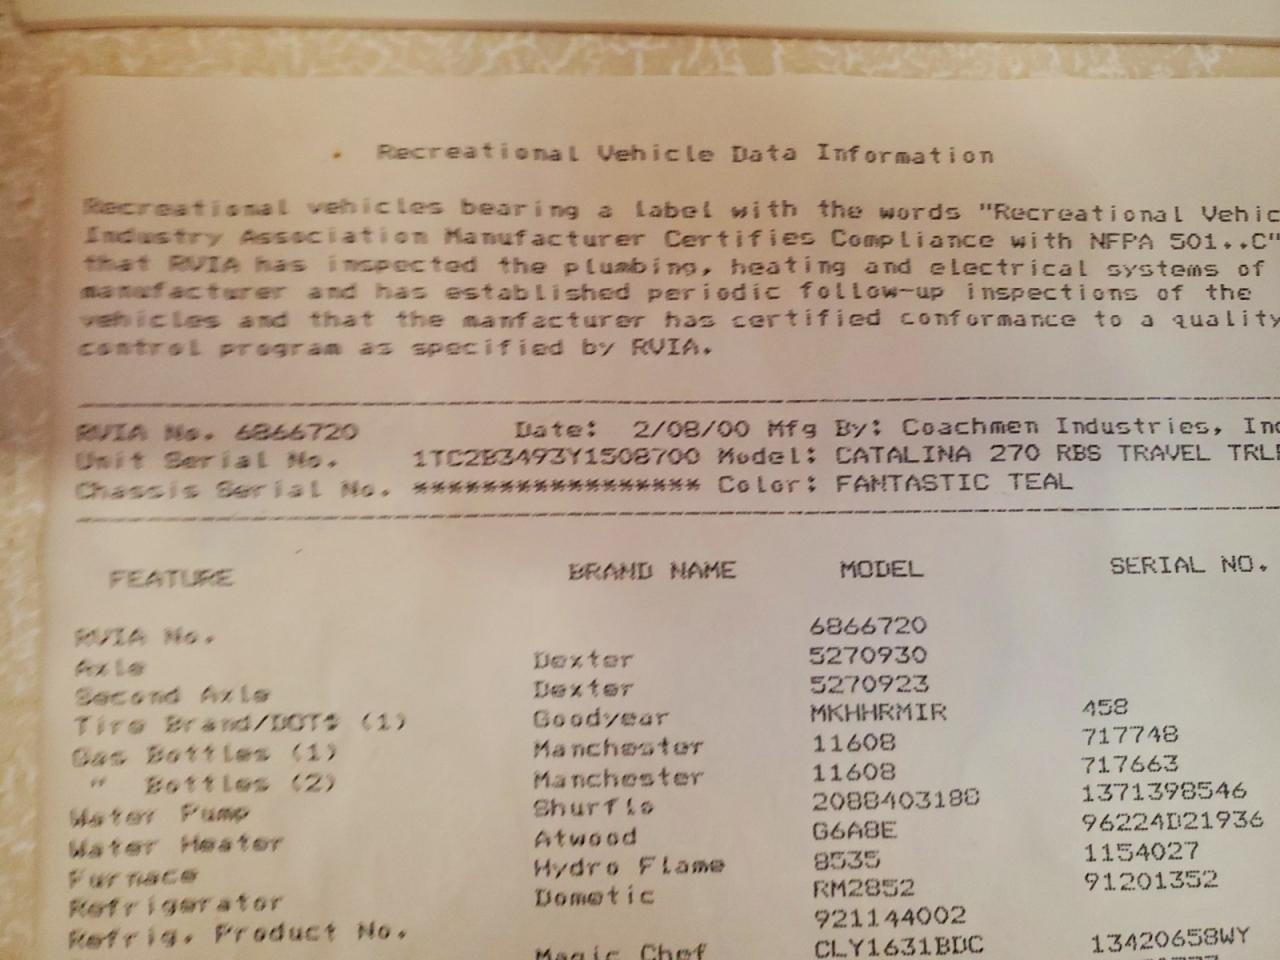 Recreational Vehicle Data Information
Recreational vehicles bearing a label with the words "Recreational Vehic
Industry Association Manufacturer Certifies Compliance with NFPA 501..C"
that RVIA has inspected the plumbing, heating and electrical systems of
manufacturer and has established periodic follow-up inspections of the
vehicles and that the manfacturer has certified conformance to a quality
control program as specified by RVIA.
RVIA No. 6866720 Date: 2/08/00 Mfg By: Coachmen Industries, Inc
Unit Serial No. 1TC2B3493Y1508700 Model: CATALINA 270 RBS TRAVEL TRLR
Chassis Serial No. ***************** Color: FANTASTIC TEAL
FEATURE BRAND NAME MODEL SERIAL NO.
RVIA No. 6866720
Axle Dexter 5270930
Second Axle Dexter 5270923
Tire Brand/DOT# (1) Goodyear MKHHRMIR 458
Gas Bottles (1) Manchester 11608 717748
" Bottles (2) Manchester 11608 717663
Water Pump Shurflo 2088403188 1371398546
Water Heater Atwood G6A8E 96224D21936
Furnace Hydro Flame 8535 1154027
Refrigerator Dometic RM2852 91201352
Refrig. Product No. 921144002
Magic Chef CLY1631BDC 13420658WY